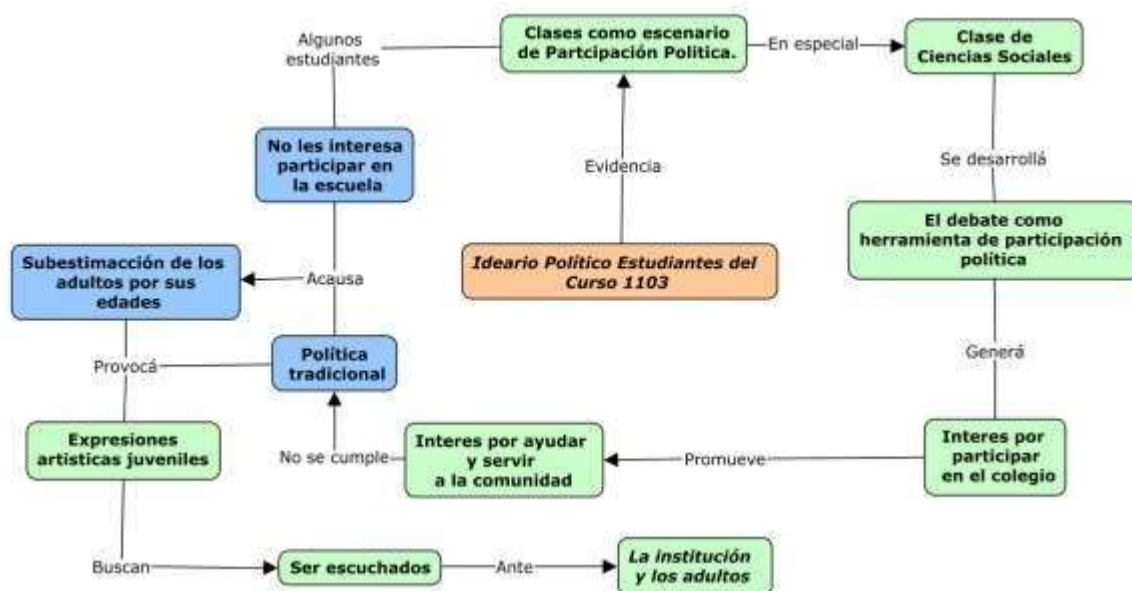 Algunos
estudiantes
Clases como escenario
de Partcipación Politica.
En especial
Clase de
Ciencias Sociales
No les interesa
participar en
la escuela
Evidencia
Se desarrollá
El debate como
herramienta de participación
política
Subestimacción de los
adultos por sus
edades
Acausa
Ideario Político Estudiantes del
Curso 1103
Provocá
Política
tradicional
Generá
Expresiones
artisticas juveniles
No se cumple
Interes por ayudar
y servir
a la comunidad
Promueve
Interes por
participar
en el colegio
Buscan
Ser escuchados
Ante
La institución
y los adultos